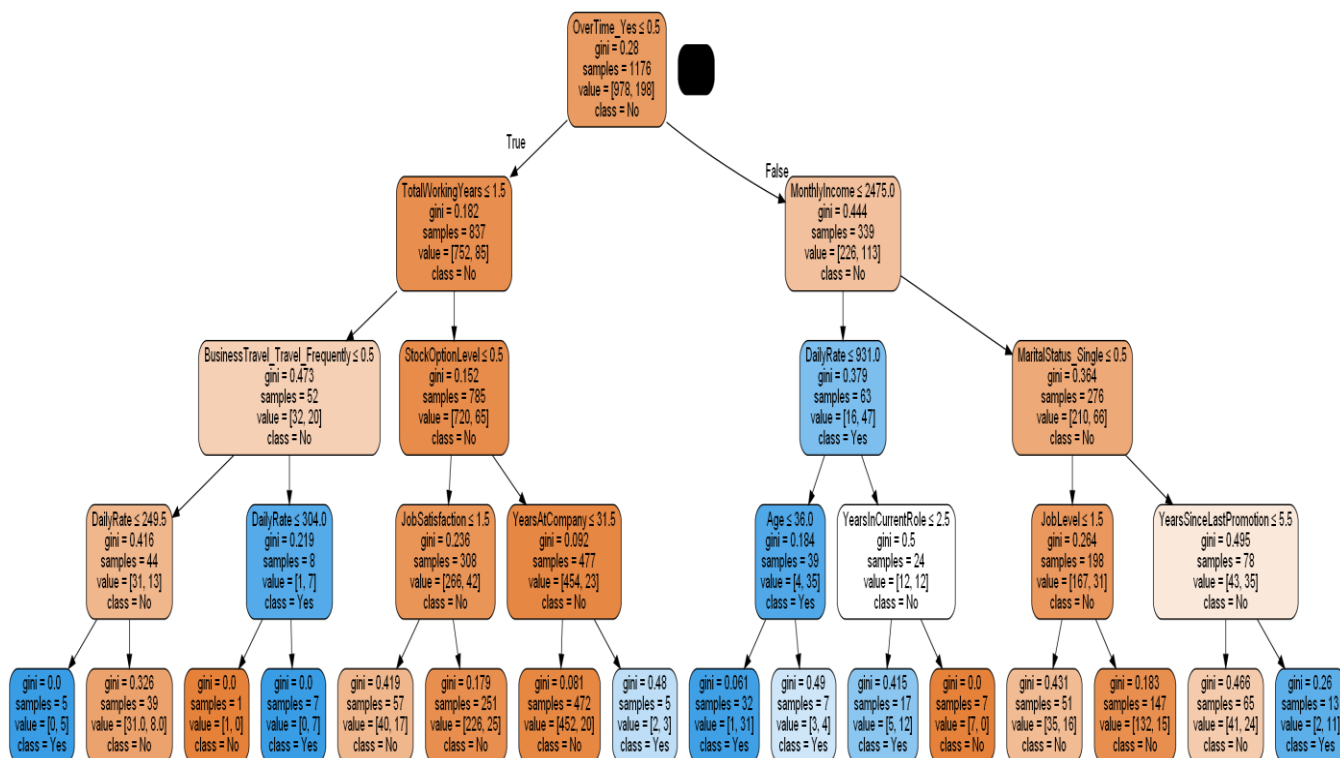 OverTime_Yes ≤ 0.5
gini = 0.28
samples = 1176
value = [978, 198]
class = No
True
False
TotalWorkingYears ≤ 1.5
gini = 0.182
samples = 837
value = [752, 85]
class = No
MonthlyIncome ≤ 2475.0
gini = 0.444
samples = 339
value = [226, 113]
class = No
BusinessTravel_Travel_Frequently ≤ 0.5
gini = 0.473
samples = 52
value = [32, 20]
class = No
StockOptionLevel ≤ 0.5
gini = 0.152
samples = 785
value = [720, 65]
class = No
DailyRate ≤ 931.0
gini = 0.379
samples = 63
value = [16, 47]
class = Yes
MaritalStatus_Single ≤ 0.5
gini = 0.364
samples = 276
value = [210, 66]
class = No
DailyRate ≤ 249.5
gini = 0.416
samples = 44
value = [31, 13]
class = No
DailyRate ≤ 304.0
gini = 0.219
samples = 8
value = [1, 7]
class = Yes
JobSatisfaction ≤ 1.5
gini = 0.236
samples = 308
value = [266, 42]
class = No
YearsAtCompany ≤ 31.5
gini = 0.092
samples = 477
value = [454, 23]
class = No
Age ≤ 36.0
gini = 0.184
samples = 39
value = [4, 35]
class = Yes
YearsInCurrentRole ≤ 2.5
gini = 0.5
samples = 24
value = [12, 12]
class = No
JobLevel ≤ 1.5
gini = 0.264
samples = 198
value = [167, 31]
class = No
YearsSinceLastPromotion ≤ 5.5
gini = 0.495
samples = 78
value = [43, 35]
class = No
gini = 0.0
samples = 5
value = [0, 5]
class = Yes
gini = 0.326
samples = 39
value = [31.0, 8.0]
class = No
gini = 0.0
samples = 1
value = [1, 0]
class = No
gini = 0.0
samples = 7
value = [0, 7]
class = Yes
gini = 0.419
samples = 57
value = [40, 17]
class = No
gini = 0.179
samples = 251
value = [226, 25]
class = No
gini = 0.081
samples = 472
value = [452, 20]
class = No
gini = 0.48
samples = 5
value = [2, 3]
class = Yes
gini = 0.061
samples = 32
value = [1, 31]
class = Yes
gini = 0.49
samples = 7
value = [3, 4]
class = Yes
gini = 0.415
samples = 17
value = [5, 12]
class = Yes
gini = 0.0
samples = 7
value = [7, 0]
class = No
gini = 0.431
samples = 51
value = [35, 16]
class = No
gini = 0.183
samples = 147
value = [132, 15]
class = No
gini = 0.466
samples = 65
value = [41, 24]
class = No
gini = 0.26
samples = 13
value = [2, 11]
class = Yes